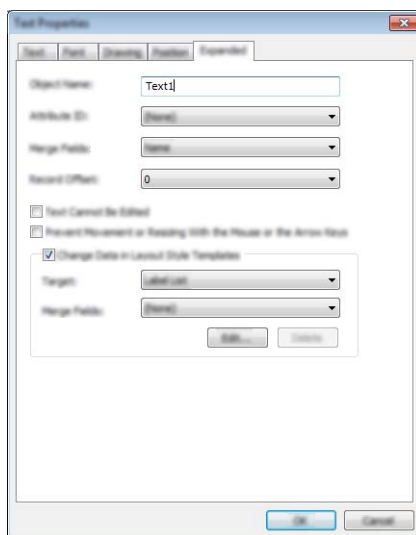 Text Properties
Text Font Drawing Position Expanded
Object Name: Text1
Attribute ID: (None)
Merge Fields: Name
Record Offset: 0
Text Cannot Be Edited
Prevent Movement or Resizing With the Mouse or the Arrow Keys
Change Data in Layout Style Templates
Target: Label List
Merge Fields: (None)
Edit... Delete
OK Cancel